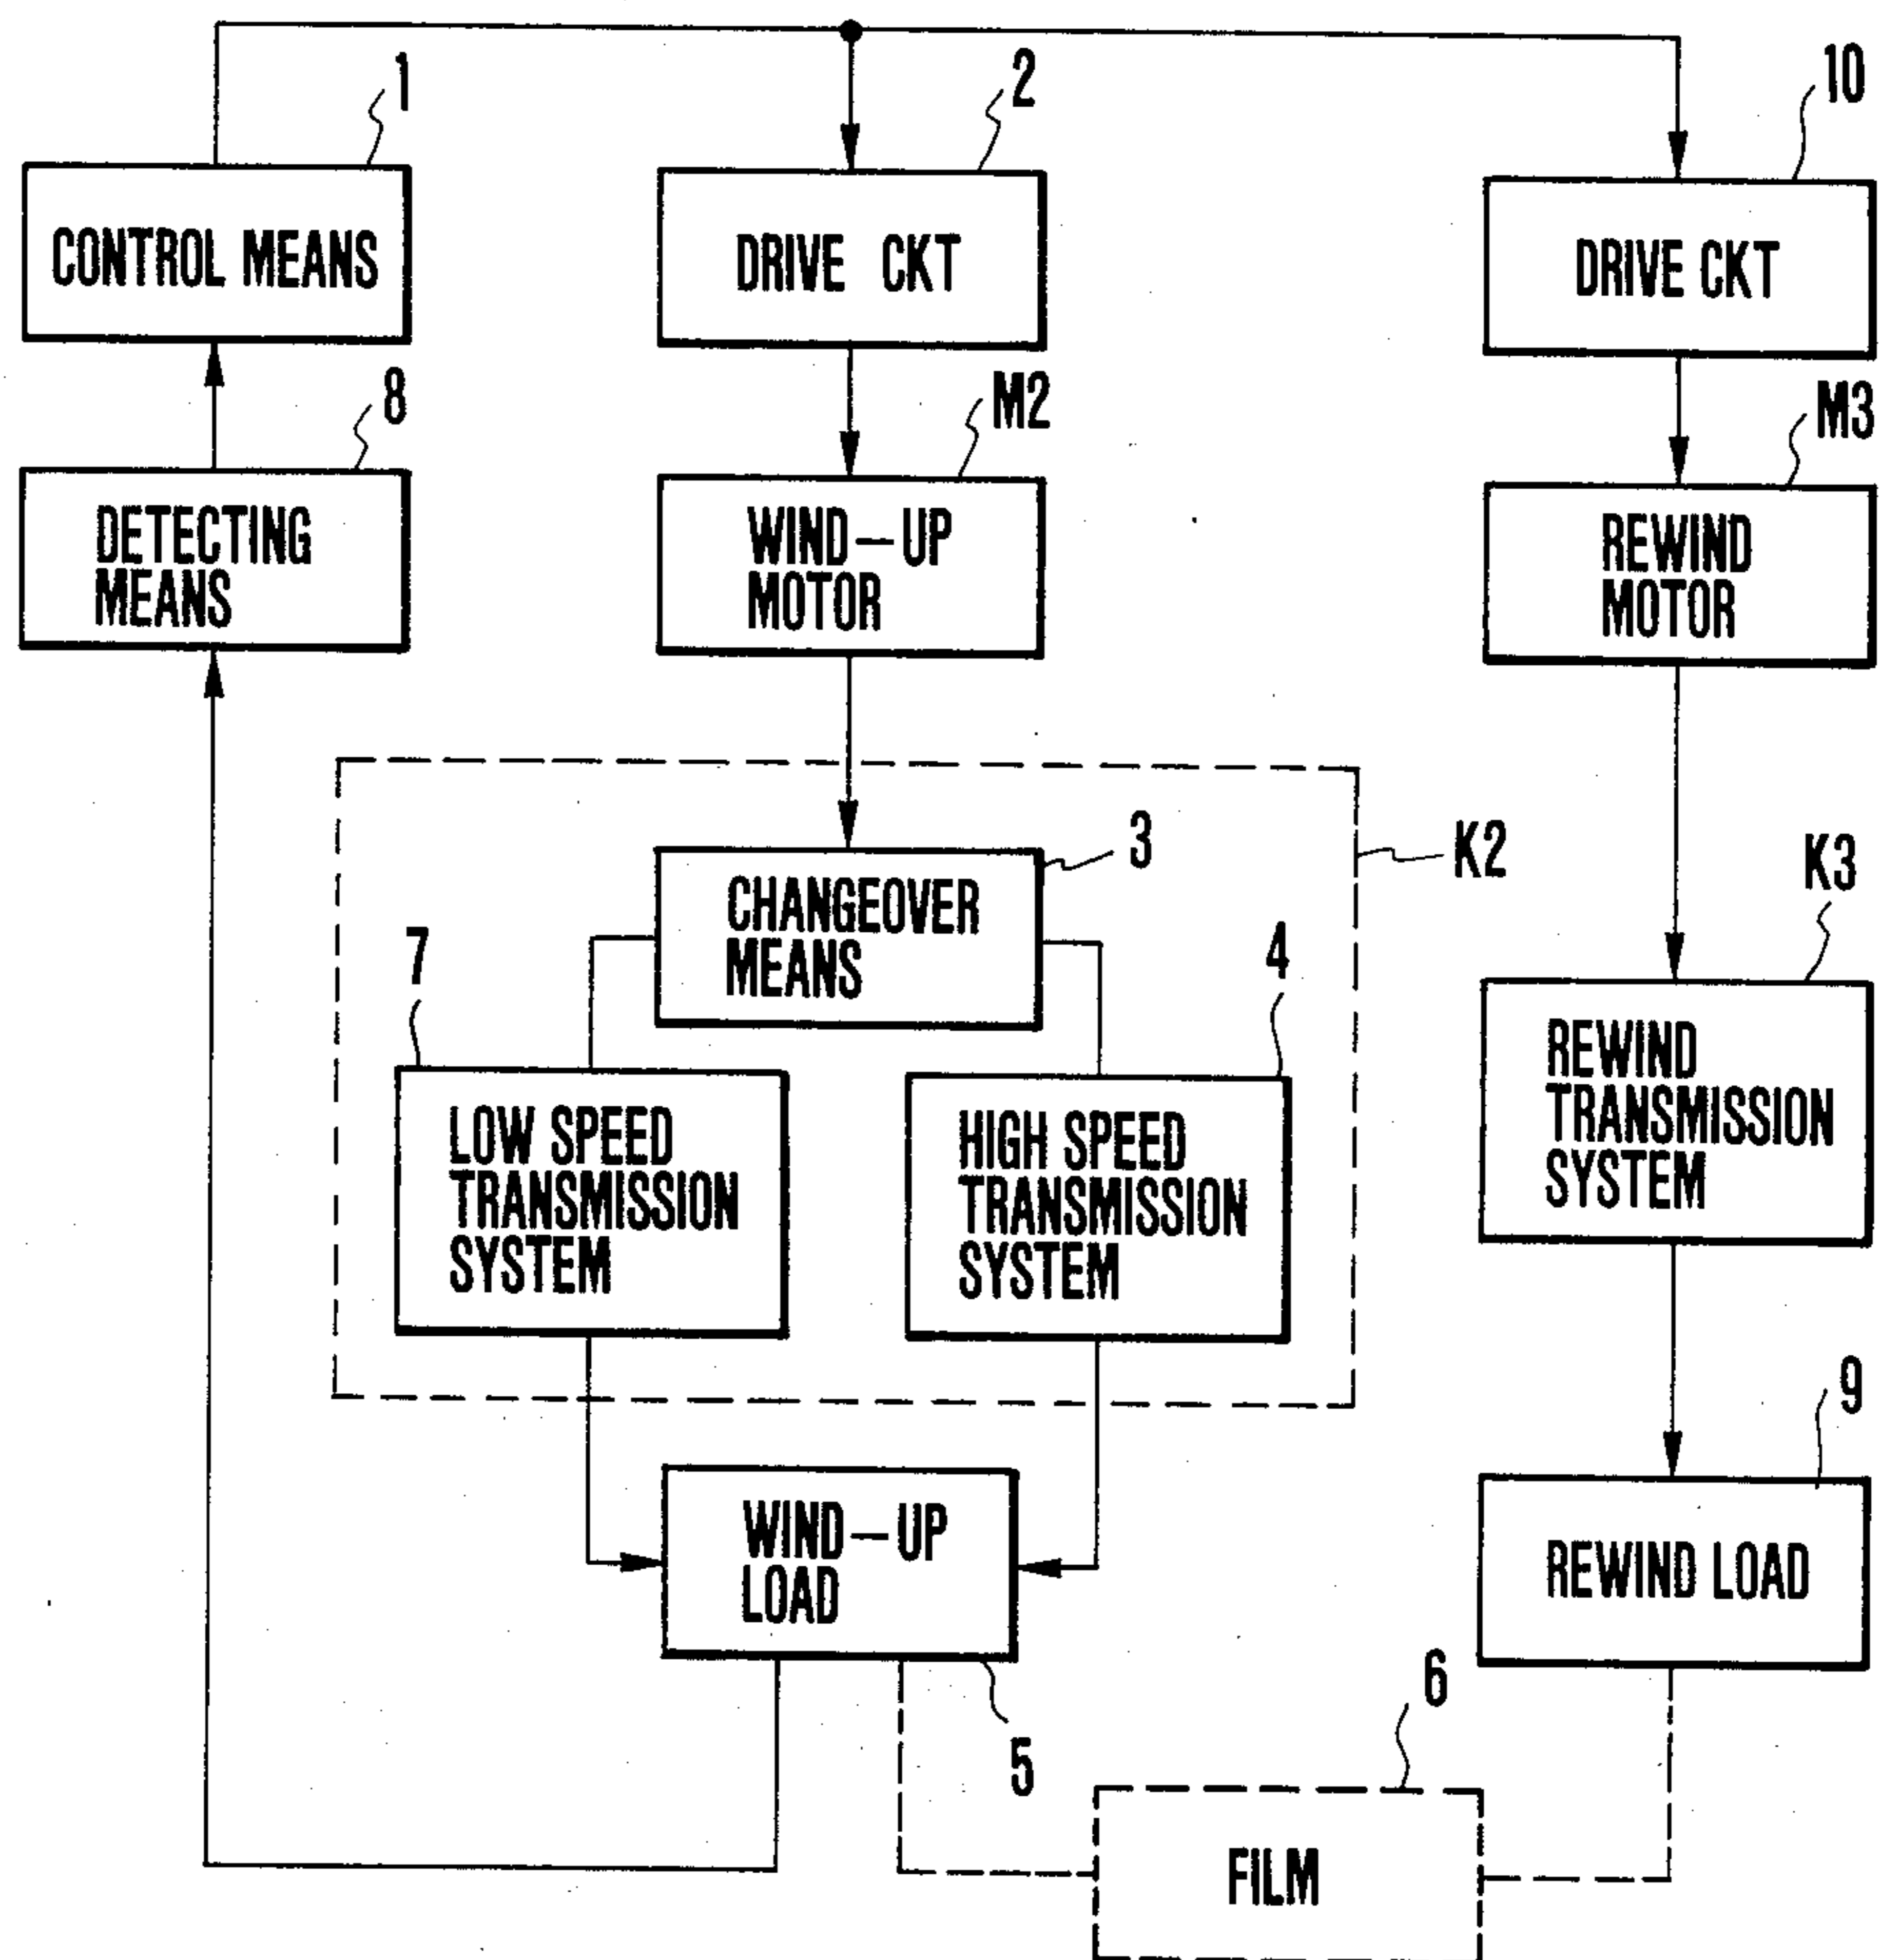 1
2
10
CONTROL MEANS
DRIVE CKT
DRIVE CKT
8
M2
M3
DETECTING
MEANS
WIND-UP
MOTOR
REWIND
MOTOR
3
K2
K3
CHANGEOVER
MEANS
7
4
LOW SPEED
TRANSMISSION
SYSTEM
HIGH SPEED
TRANSMISSION
SYSTEM
REWIND
TRANSMISSION
SYSTEM
9
WIND-UP
LOAD
REWIND LOAD
5
6
FILM